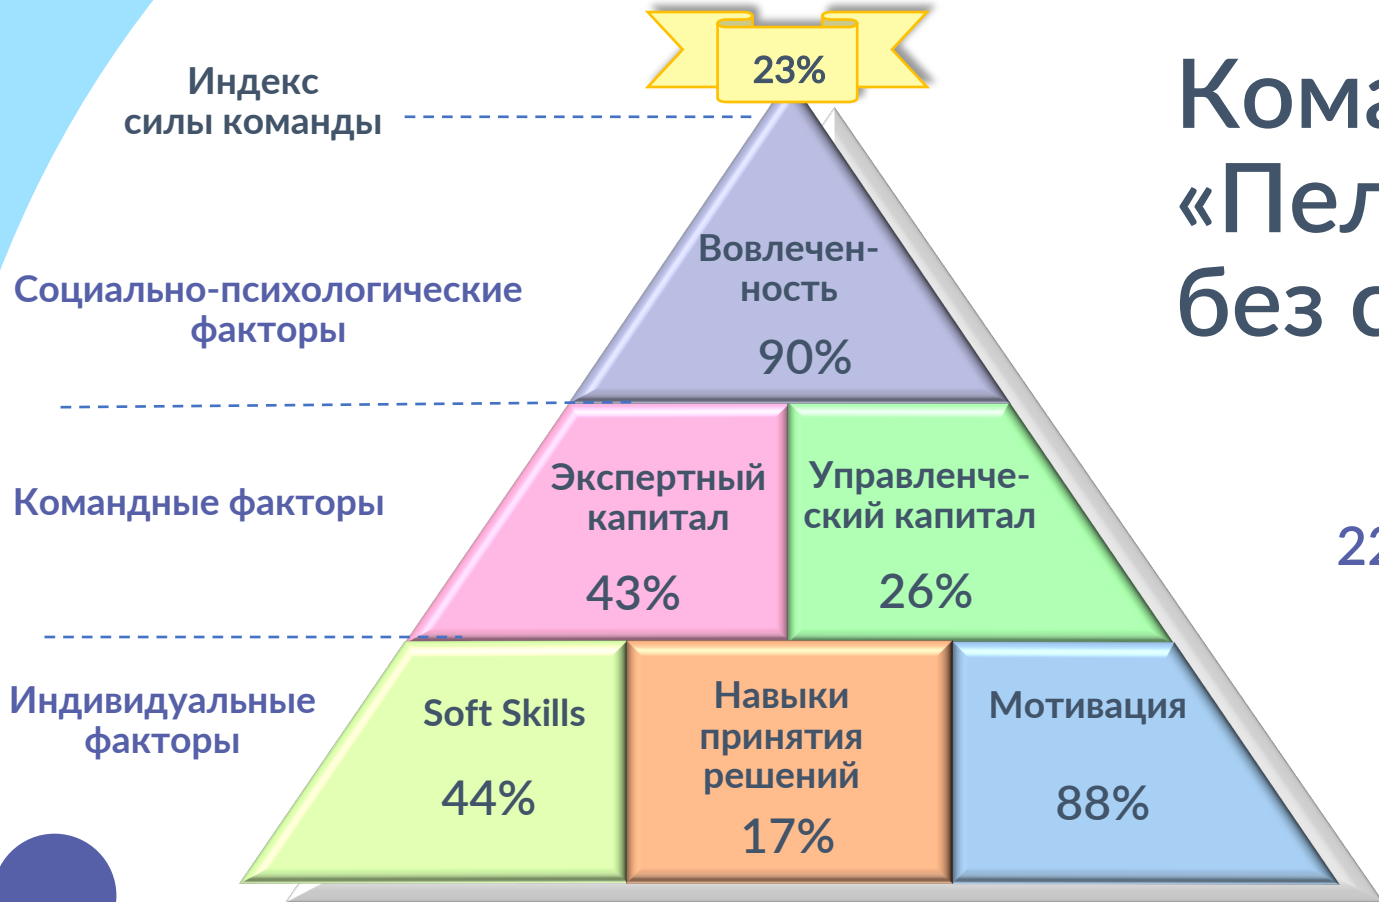 23%
Индекс
силы команды
Вовлечен-
ность
90%
Социально-психологические
факторы
Экспертный
капитал
43%
Управленче-
ский капитал
26%
Командные факторы
Soft Skills
44%
Навыки
принятия
решений
17%
Мотивация
88%
Индивидуальные
факторы
без